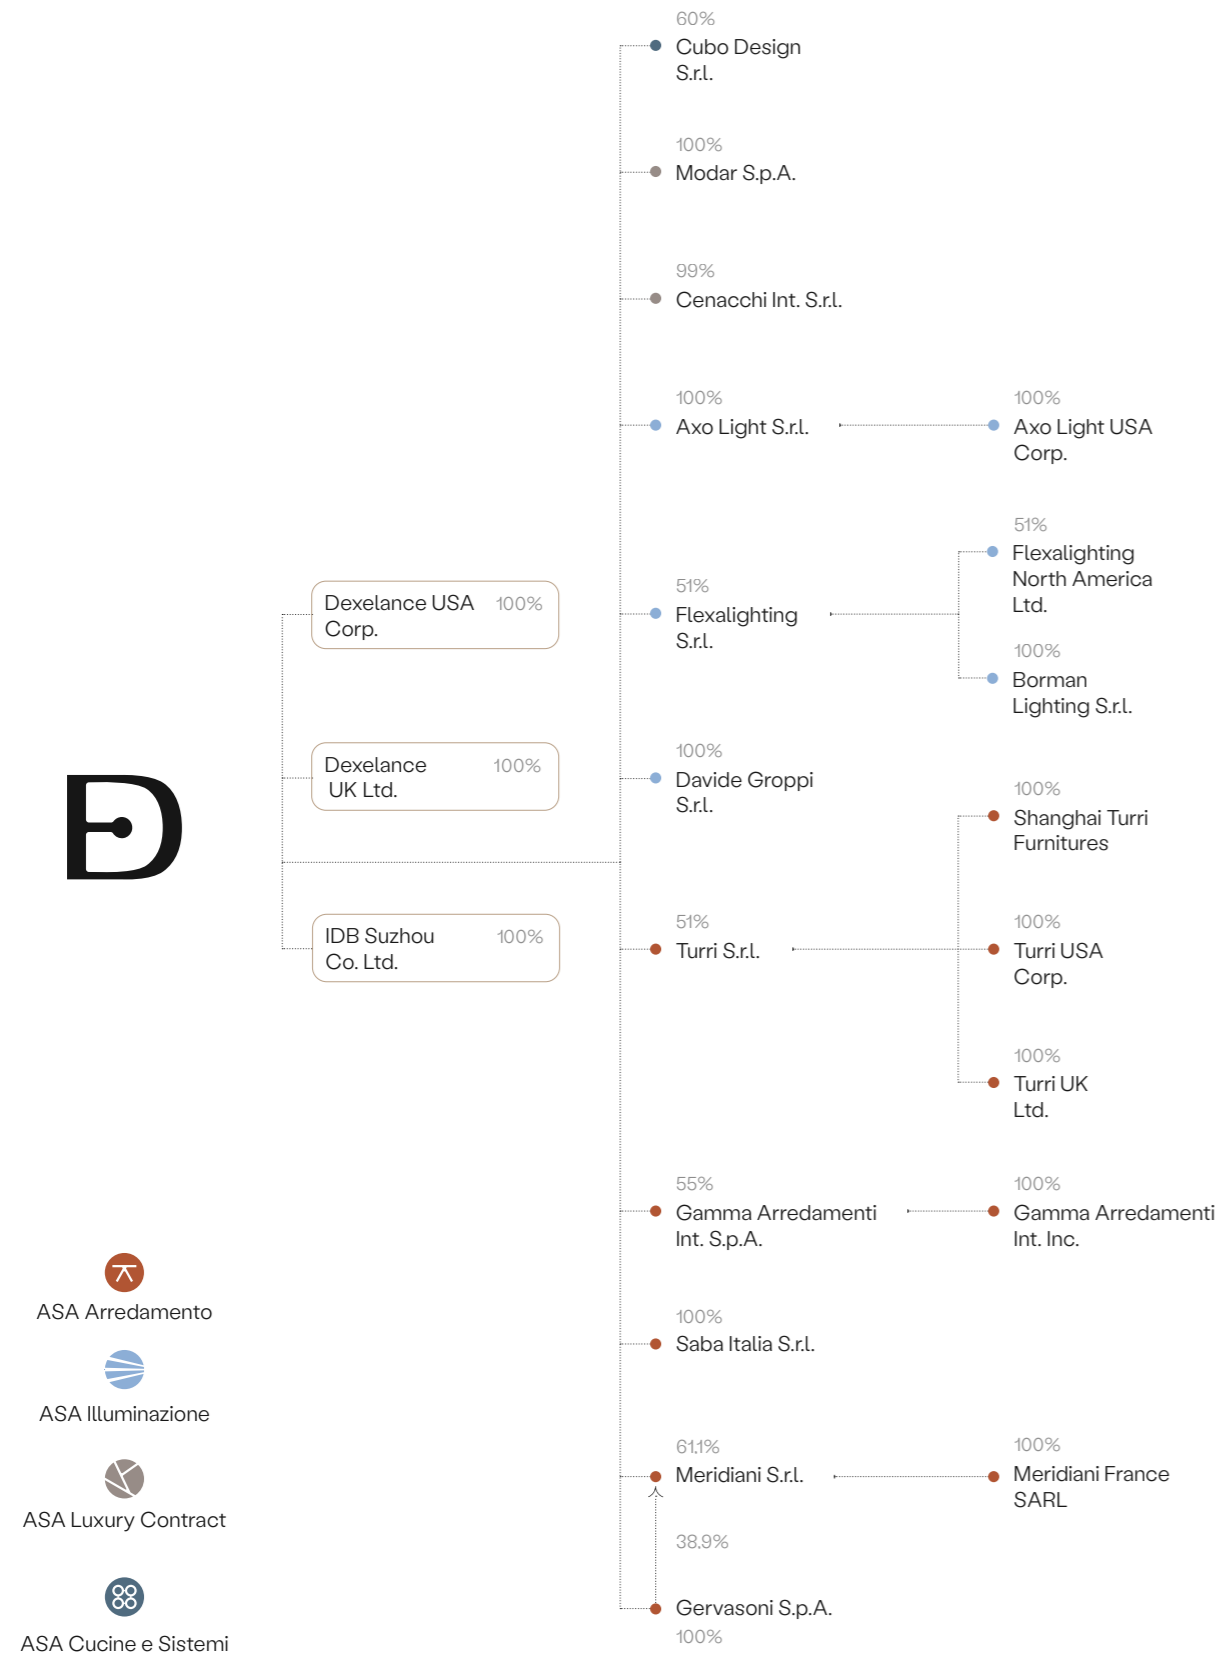 60%
Cubo Design
S.r.l.
100%
Modar S.p.A.
99%
Cenacchi Int. S.r.l.
100%
Axo Light S.r.l.
100%
Axo Light USA
Corp.
51%
Flexalighting
North America
Ltd.
Dexelance USA 100%
Corp.
51%
Flexalighting
S.r.l.
100%
Borman
Lighting S.r.l.
Dexelance 100%
UK Ltd.
100%
Davide Groppi
S.r.l.
100%
Shanghai Turri
Furnitures
IDB Suzhou 100%
Co. Ltd.
51%
Turri S.r.l.
100%
Turri USA
Corp.
100%
Turri UK
Ltd.
55%
Gamma Arredamenti
Int. S.p.A.
100%
Gamma Arredamenti
Int. Inc.
100%
Saba Italia S.r.l.
61.1%
Meridiani S.r.l.
100%
Meridiani France
SARL
38.9%
Gervasoni S.p.A.
100%
ASA Arredamento
ASA Illuminazione
ASA Luxury Contract
ASA Cucine e Sistemi